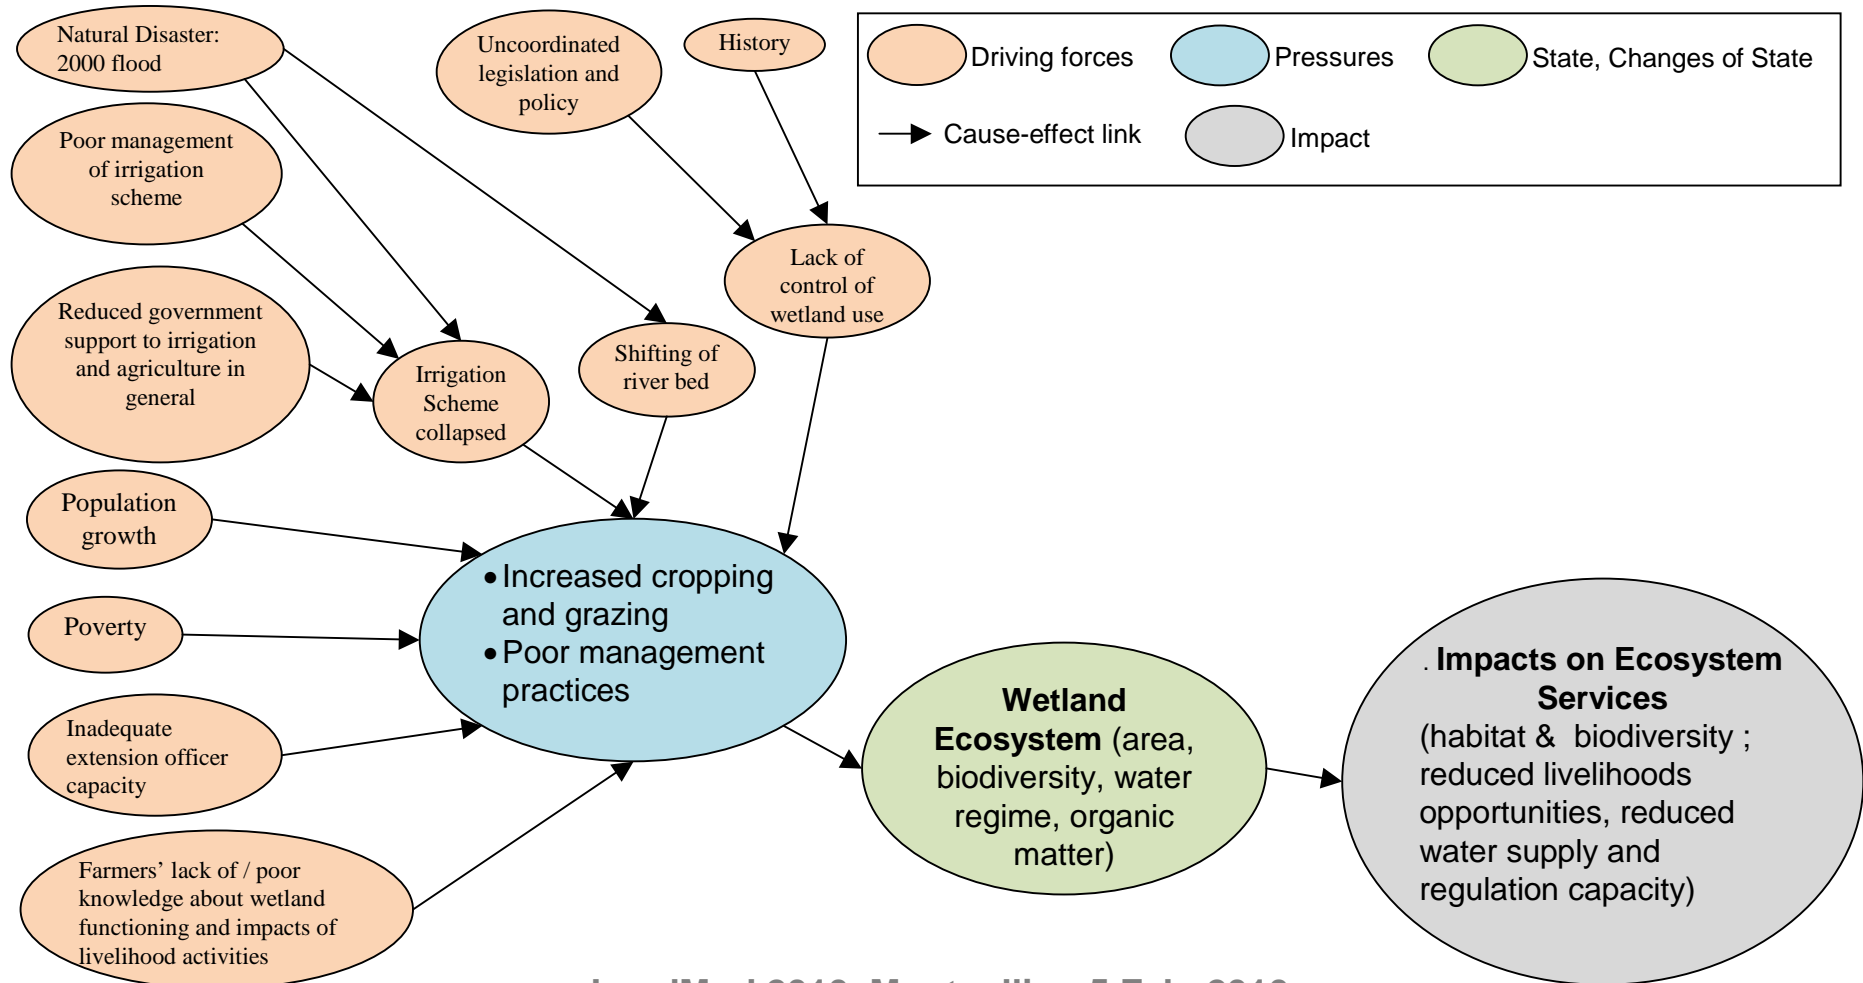 Natural Disaster:
2000 flood
Uncoordinated
legislation and
policy
History
Driving forces
Pressures
State, Changes of State
Cause-effect link
Impact
Poor management
of irrigation
scheme
Lack of
control of
wetland use
Reduced government
support to irrigation
and agriculture in
general
Irrigation
Scheme
collapsed
Shifting of
river bed
Population
growth
• Increased cropping
and grazing
• Poor management
practices
Poverty
Inadequate
extension officer
capacity
Farmers’ lack of / poor
knowledge about wetland
functioning and impacts of
livelihood activities
Wetland
Ecosystem (area,
biodiversity, water
regime, organic
matter)
. Impacts on Ecosystem
Services
(habitat & biodiversity ;
reduced livelihoods
opportunities, reduced
water supply and
regulation capacity)